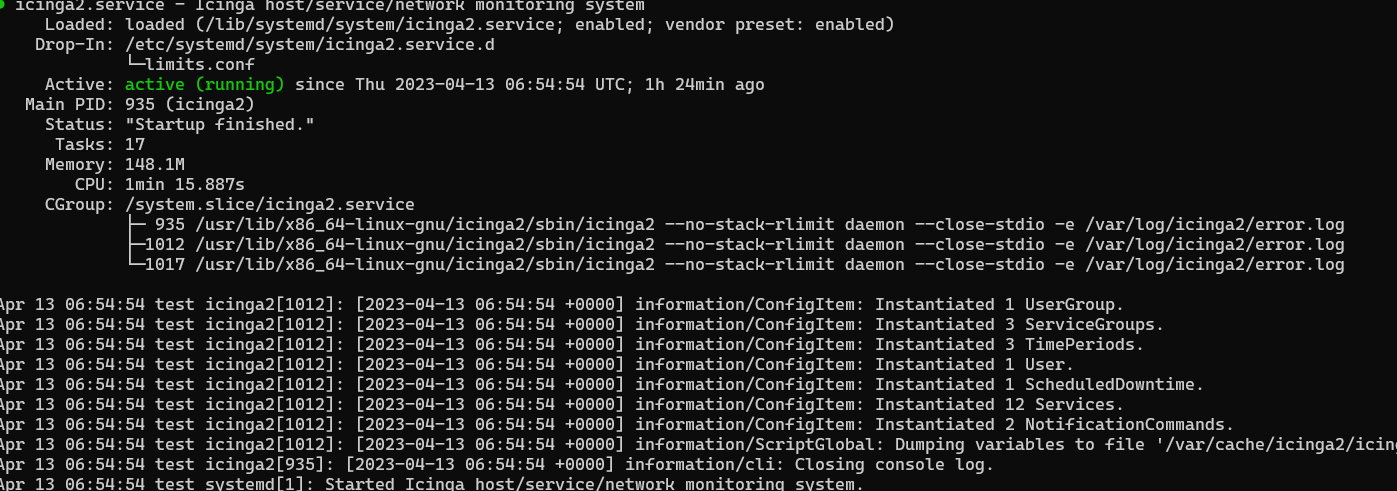 ● icinga2.service - Icinga host/service/network monitoring system
Loaded: loaded (/lib/systemd/system/icinga2.service; enabled; vendor preset: enabled)
Drop-In: /etc/systemd/system/icinga2.service.d
└─limits.conf
Active: active (running) since Thu 2023-04-13 06:54:54 UTC; 1h 24min ago
Main PID: 935 (icinga2)
Status: "Startup finished."
Tasks: 17
Memory: 148.1M
CPU: 1min 15.887s
CGroup: /system.slice/icinga2.service
├─ 935 /usr/lib/x86_64-linux-gnu/icinga2/sbin/icinga2 --no-stack-rlimit daemon --close-stdio -e /var/log/icinga2/error.log
├─1012 /usr/lib/x86_64-linux-gnu/icinga2/sbin/icinga2 --no-stack-rlimit daemon --close-stdio -e /var/log/icinga2/error.log
└─1017 /usr/lib/x86_64-linux-gnu/icinga2/sbin/icinga2 --no-stack-rlimit daemon --close-stdio -e /var/log/icinga2/error.log
Apr 13 06:54:54 test icinga2[1012]: [2023-04-13 06:54:54 +0000] information/ConfigItem: Instantiated 1 UserGroup.
Apr 13 06:54:54 test icinga2[1012]: [2023-04-13 06:54:54 +0000] information/ConfigItem: Instantiated 3 ServiceGroups.
Apr 13 06:54:54 test icinga2[1012]: [2023-04-13 06:54:54 +0000] information/ConfigItem: Instantiated 3 TimePeriods.
Apr 13 06:54:54 test icinga2[1012]: [2023-04-13 06:54:54 +0000] information/ConfigItem: Instantiated 1 User.
Apr 13 06:54:54 test icinga2[1012]: [2023-04-13 06:54:54 +0000] information/ConfigItem: Instantiated 1 ScheduledDowntime.
Apr 13 06:54:54 test icinga2[1012]: [2023-04-13 06:54:54 +0000] information/ConfigItem: Instantiated 12 Services.
Apr 13 06:54:54 test icinga2[1012]: [2023-04-13 06:54:54 +0000] information/ConfigItem: Instantiated 2 NotificationCommands.
Apr 13 06:54:54 test icinga2[1012]: [2023-04-13 06:54:54 +0000] information/ScriptGlobal: Dumping variables to file '/var/cache/icinga2/icing
Apr 13 06:54:54 test icinga2[935]: [2023-04-13 06:54:54 +0000] information/cli: Closing console log.
Apr 13 06:54:54 test systemd[1]: Started Icinga host/service/network monitoring system.